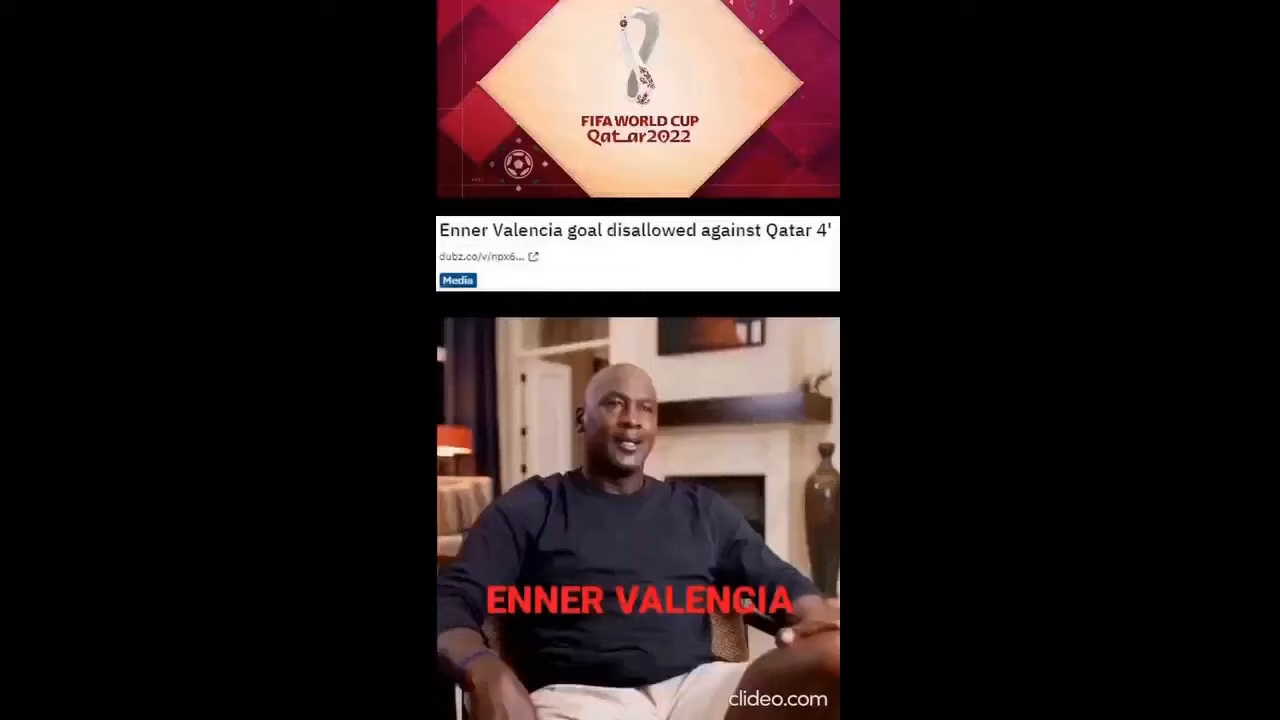 FIFA WORLD CUP
Qatar2022
Enner Valencia goal disallowed against Qatar 4'
dubz.co/v/npx6...
Media
ENNER VALENCIA
clideo.com